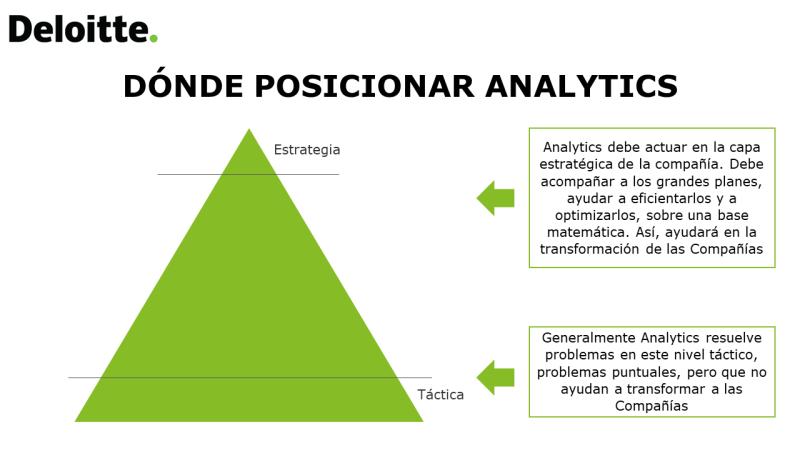 Deloitte.
DÓNDE POSICIONAR ANALYTICS
Estrategia
Analytics debe actuar en la capa
estratégica de la compañía. Debe
acompañar a los grandes planes,
ayudar a eficientarlos y a
optimizarlos, sobre una base
matemática. Así, ayudará en la
transformación de las Compañías
Generalmente Analytics resuelve
problemas en este nivel táctico,
problemas puntuales, pero que no
ayudan a transformar a las
Compañías
Táctica